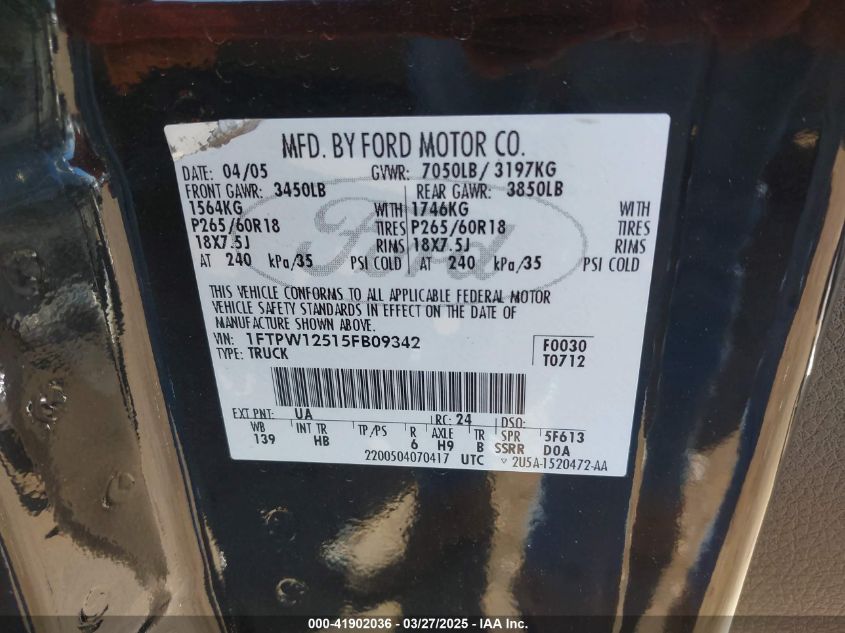 MFD. BY FORD MOTOR CO.
DATE: 04/05 GVWR: 7050LB/ 3197KG
FRONT GAWR: 3450LB REAR GAWR: 3850LB
1564KG WITH 1746KG WITH
P265/60R18 TIRES P265/60R18 TIRES
18X7.5J RIMS 18X7.5J RIMS
AT 240 kPa/35 PSI COLD AT 240 kPa/35 PSI COLD
Ford
THIS VEHICLE CONFORMS TO ALL APPLICABLE FEDERAL MOTOR
VEHICLE SAFETY STANDARDS IN EFFECT ON THE DATE OF
MANUFACTURE SHOWN ABOVE.
VIN: 1FTPW12515FB09342 F0030
TYPE: TRUCK T0712
EXT PNT: UA RC: 24 DSO:
WB INT TR TP/PS R AXLE TR SPR 5F613
139 HB 6 H9 B SSRR DOA
2200504070417 UTC ▽ 2U5A-1520472-AA
000-41902036 / 03/27/2025 - IAA Inc.